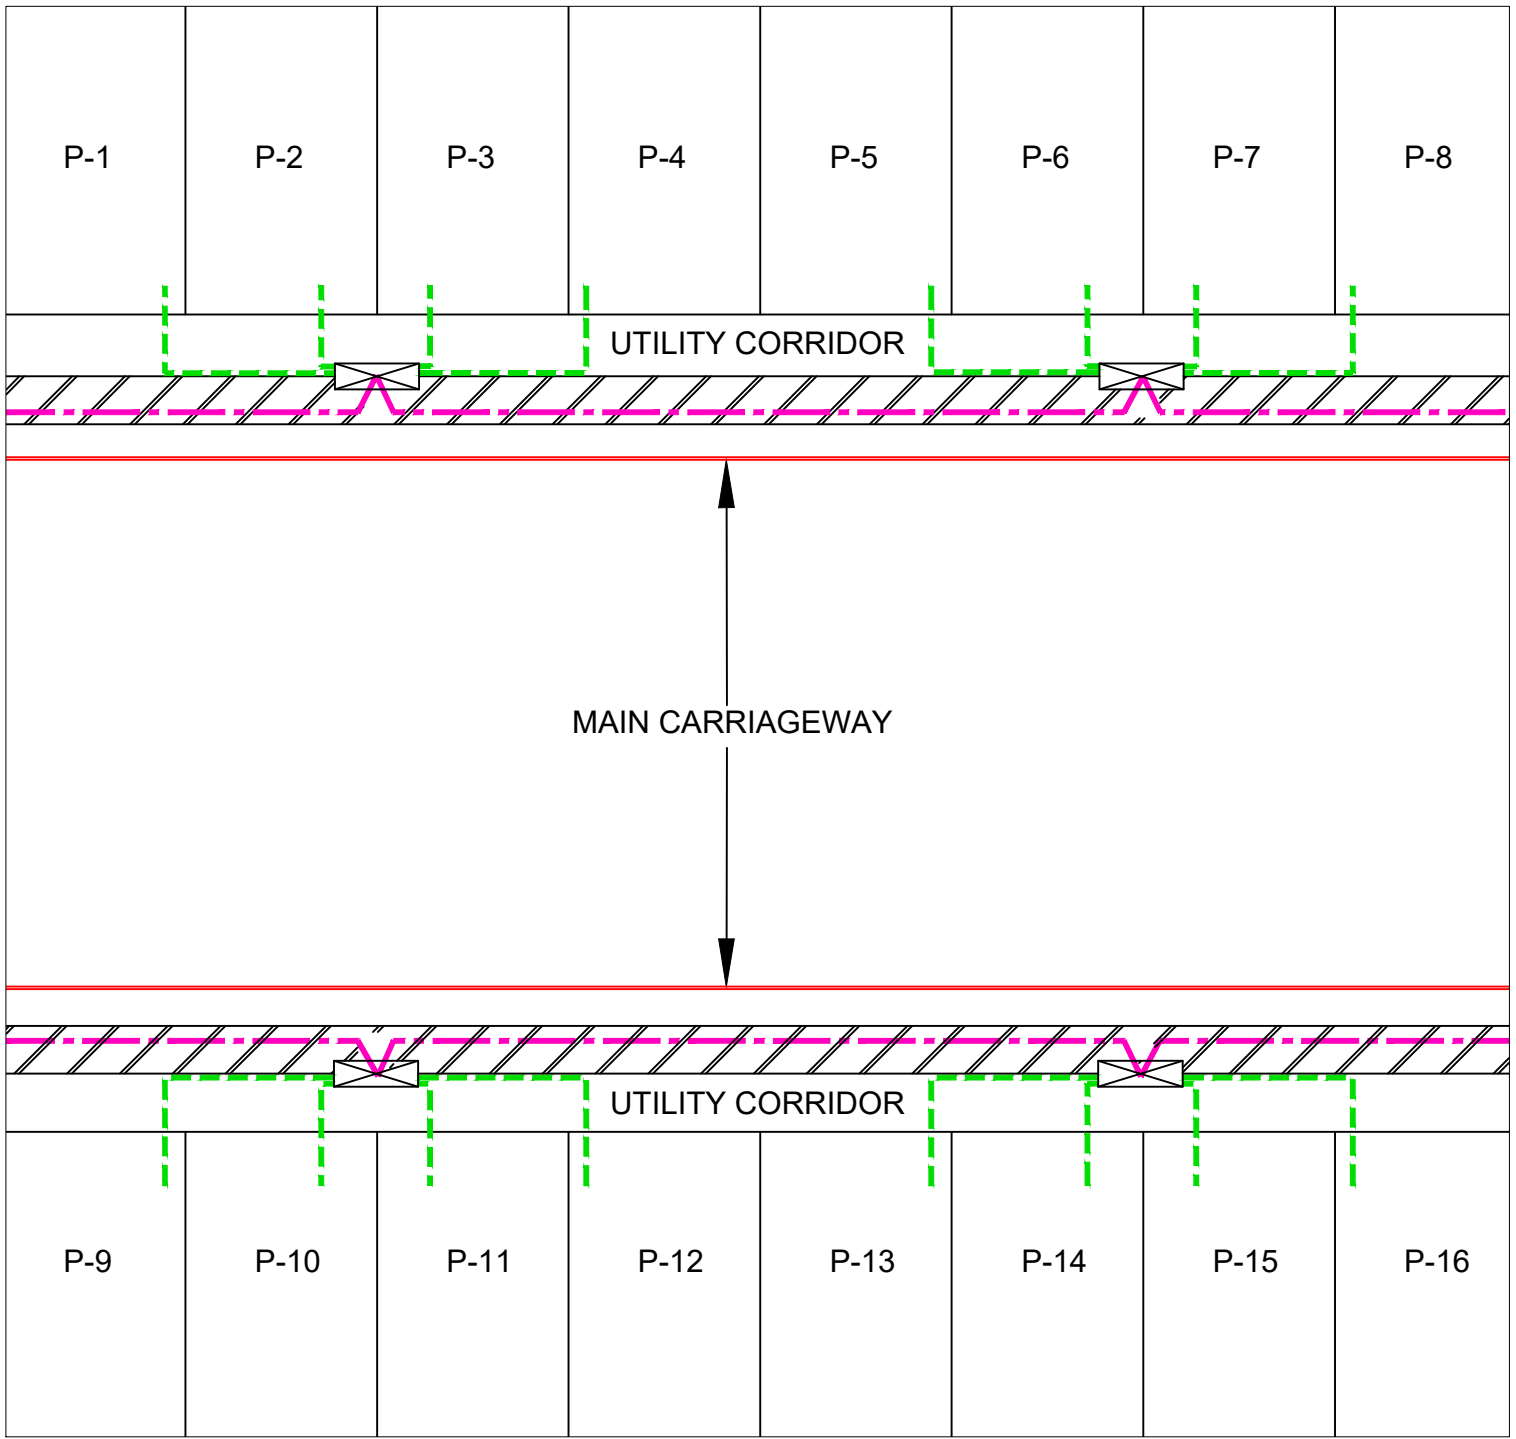 P-1 P-2 P-3 P-4 P-5 P-6 P-7 P-8
UTILITY CORRIDOR
MAIN CARRIAGEWAY
UTILITY CORRIDOR
P-9 P-10 P-11 P-12 P-13 P-14 P-15 P-16